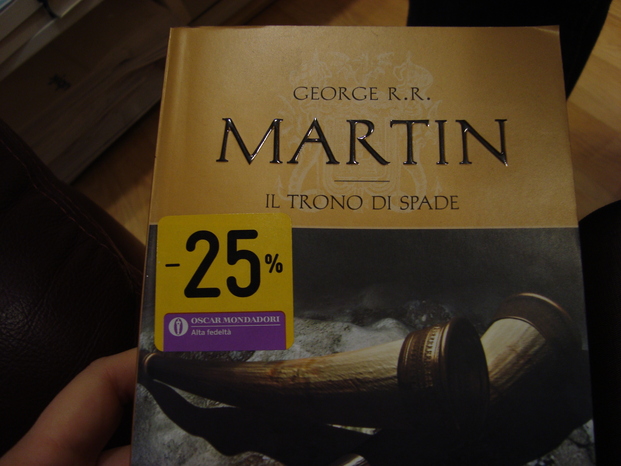 GEORGE R.R.
MARTIN
IL TRONO DI SPADE
-25%
OSCAR MONDADORI
Alta fedeltà